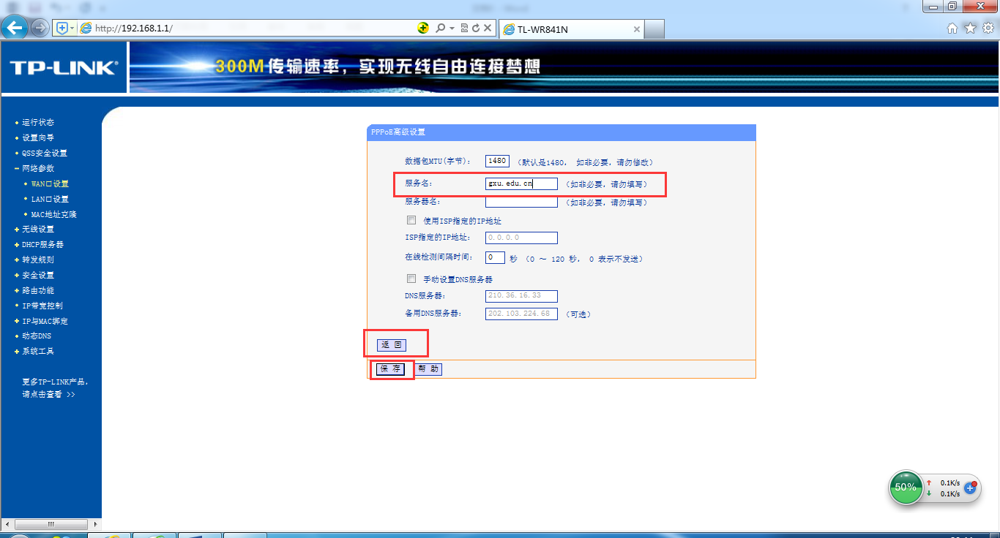 http://192.168.1.1/
TL-WR841N
TP-LINK
300M 传输速率，实现无线自由连接梦想
运行状态
设置向导
QSS安全设置
网络参数
WAN口设置
LAN口设置
MAC地址克隆
无线设置
DHCP服务器
转发规则
安全设置
路由功能
IP带宽控制
IP与MAC绑定
动态DNS
系统工具
更多TP-LINK产品，
请点击查看 >>
PPPoE高级设置
数据包MTU(字节)： 1480 （默认是1480， 如非必要，请勿修改）
服务名： gxu.edu.cn （如非必要，请勿填写）
服务器名： （如非必要，请勿填写）
使用ISP指定的IP地址
ISP指定的IP地址： 0.0.0.0
在线检测间隔时间： 0 秒 （0 ～ 120 秒， 0 表示不发送）
手动设置DNS服务器
DNS服务器： 210.36.16.33
备用DNS服务器： 202.103.224.68 （可选）
返 回
保 存 帮 助
50%
0.1K/s
0.1K/s